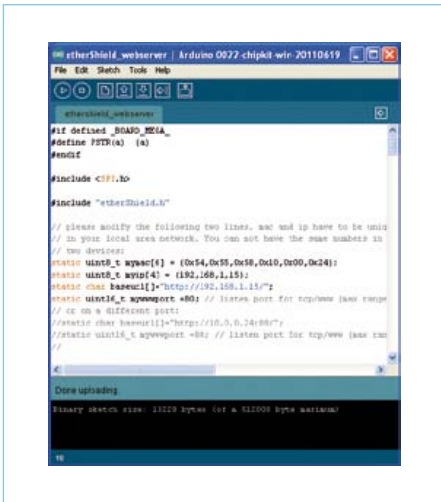 etherShield_webserver | Arduino 0022-chipkit-win-20110619
File Edit Sketch Tools Help
ethershield_webserver
#if defined _BOARD_MEGA_
#define PSTR(a) (a)
#endif
#include <SPI.h>
#include "etherShield.h"
// please modify the following two lines. mac and ip have to be uniq
// in your local area network. You can not have the same numbers in
// two devices:
static uint8_t mymac[6] = {0x54,0x55,0x58,0x10,0x00,0x24};
static uint8_t myip[4] = {192,168,1,15};
static char baseurl[]="http://192.168.1.15/";
static uint16_t mywwwport =80; // listen port for tcp/www (max range
// or on a different port:
//static char baseurl[]="http://10.0.0.24:88/";
//static uint16_t mywwwport =88; // listen port for tcp/www (max ran
//
Done uploading.
Binary sketch size: 13220 bytes (of a 512000 byte maximum)